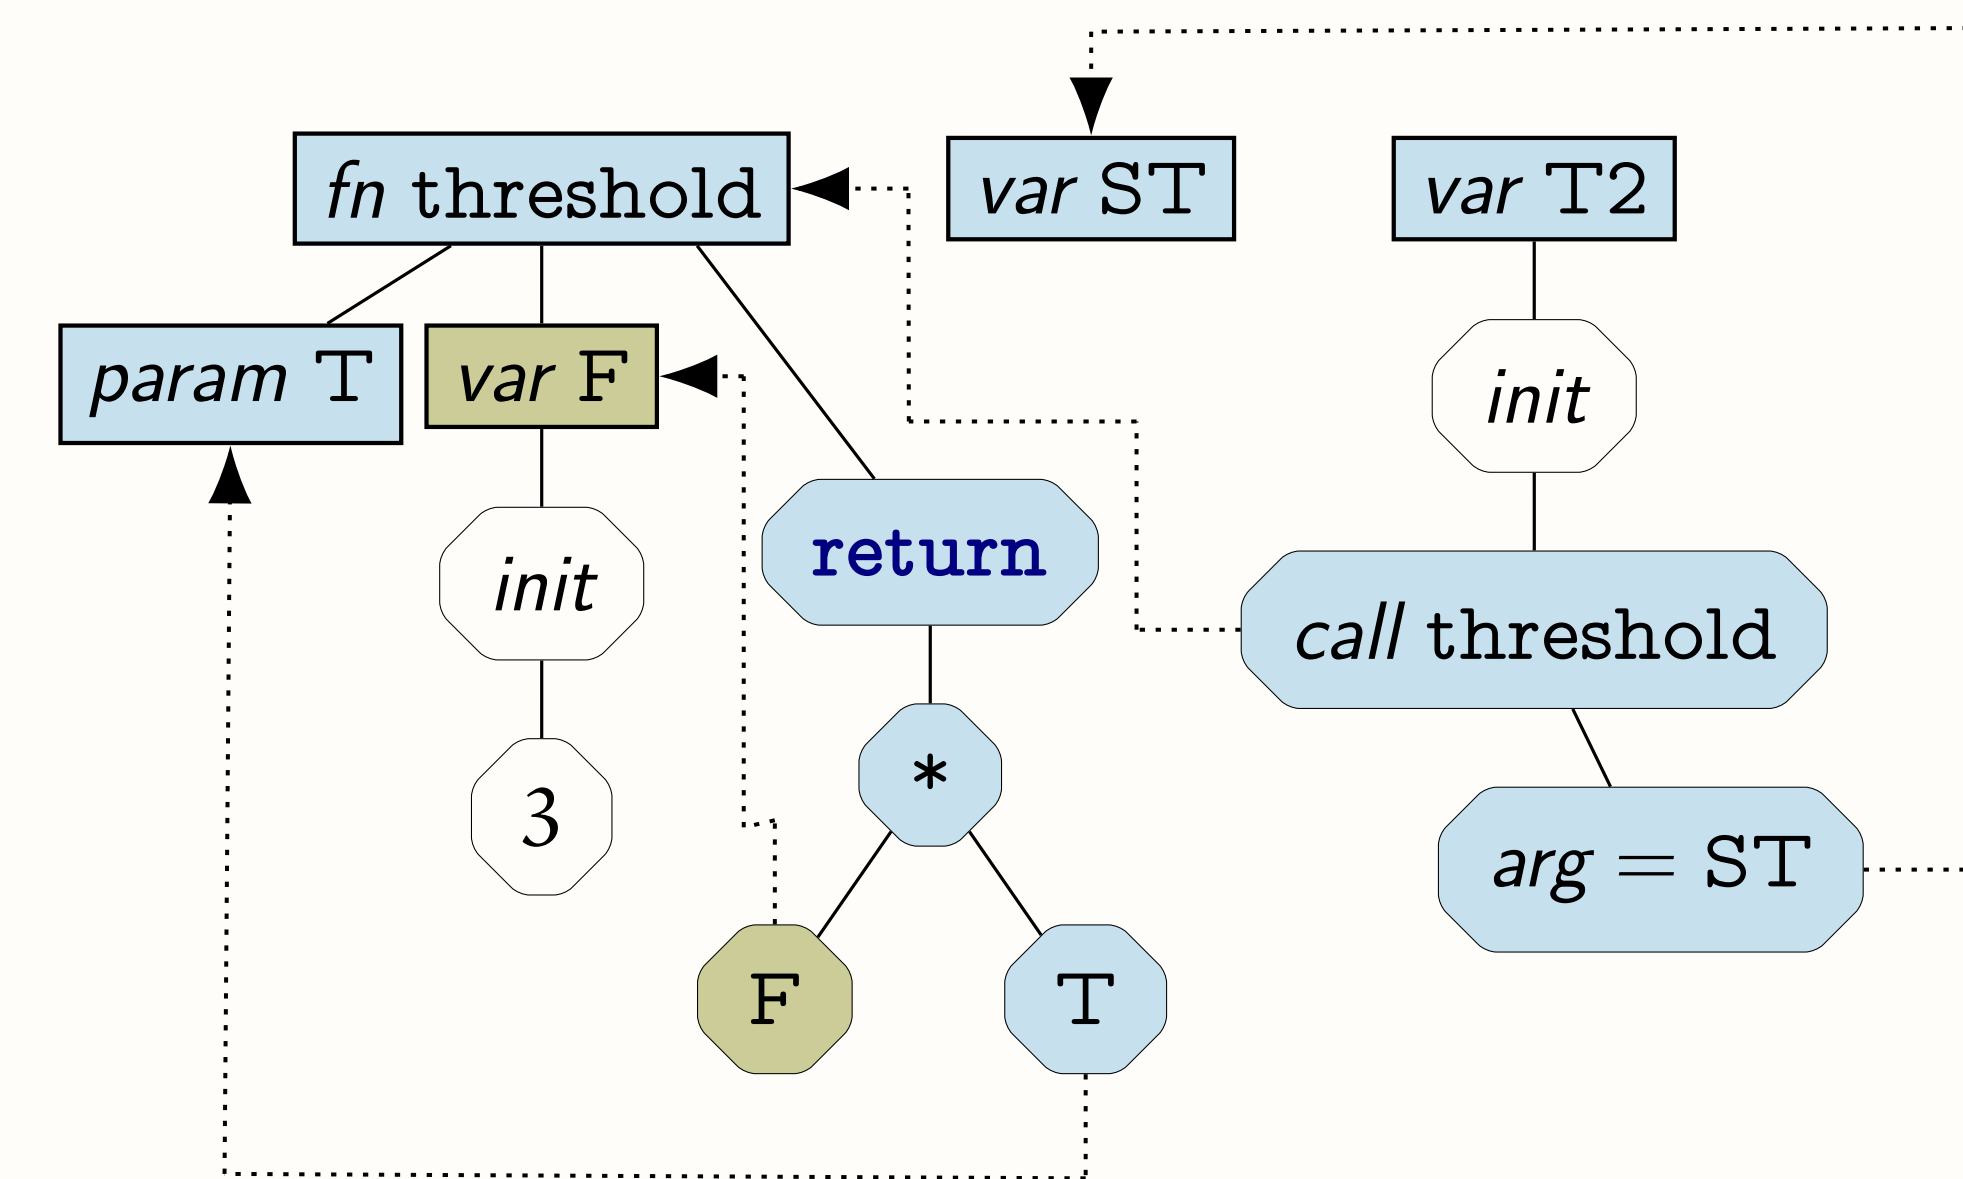 fn threshold
var ST
var T2
param T
var F
init
init
return
call threshold
3
*
arg = ST
F
T